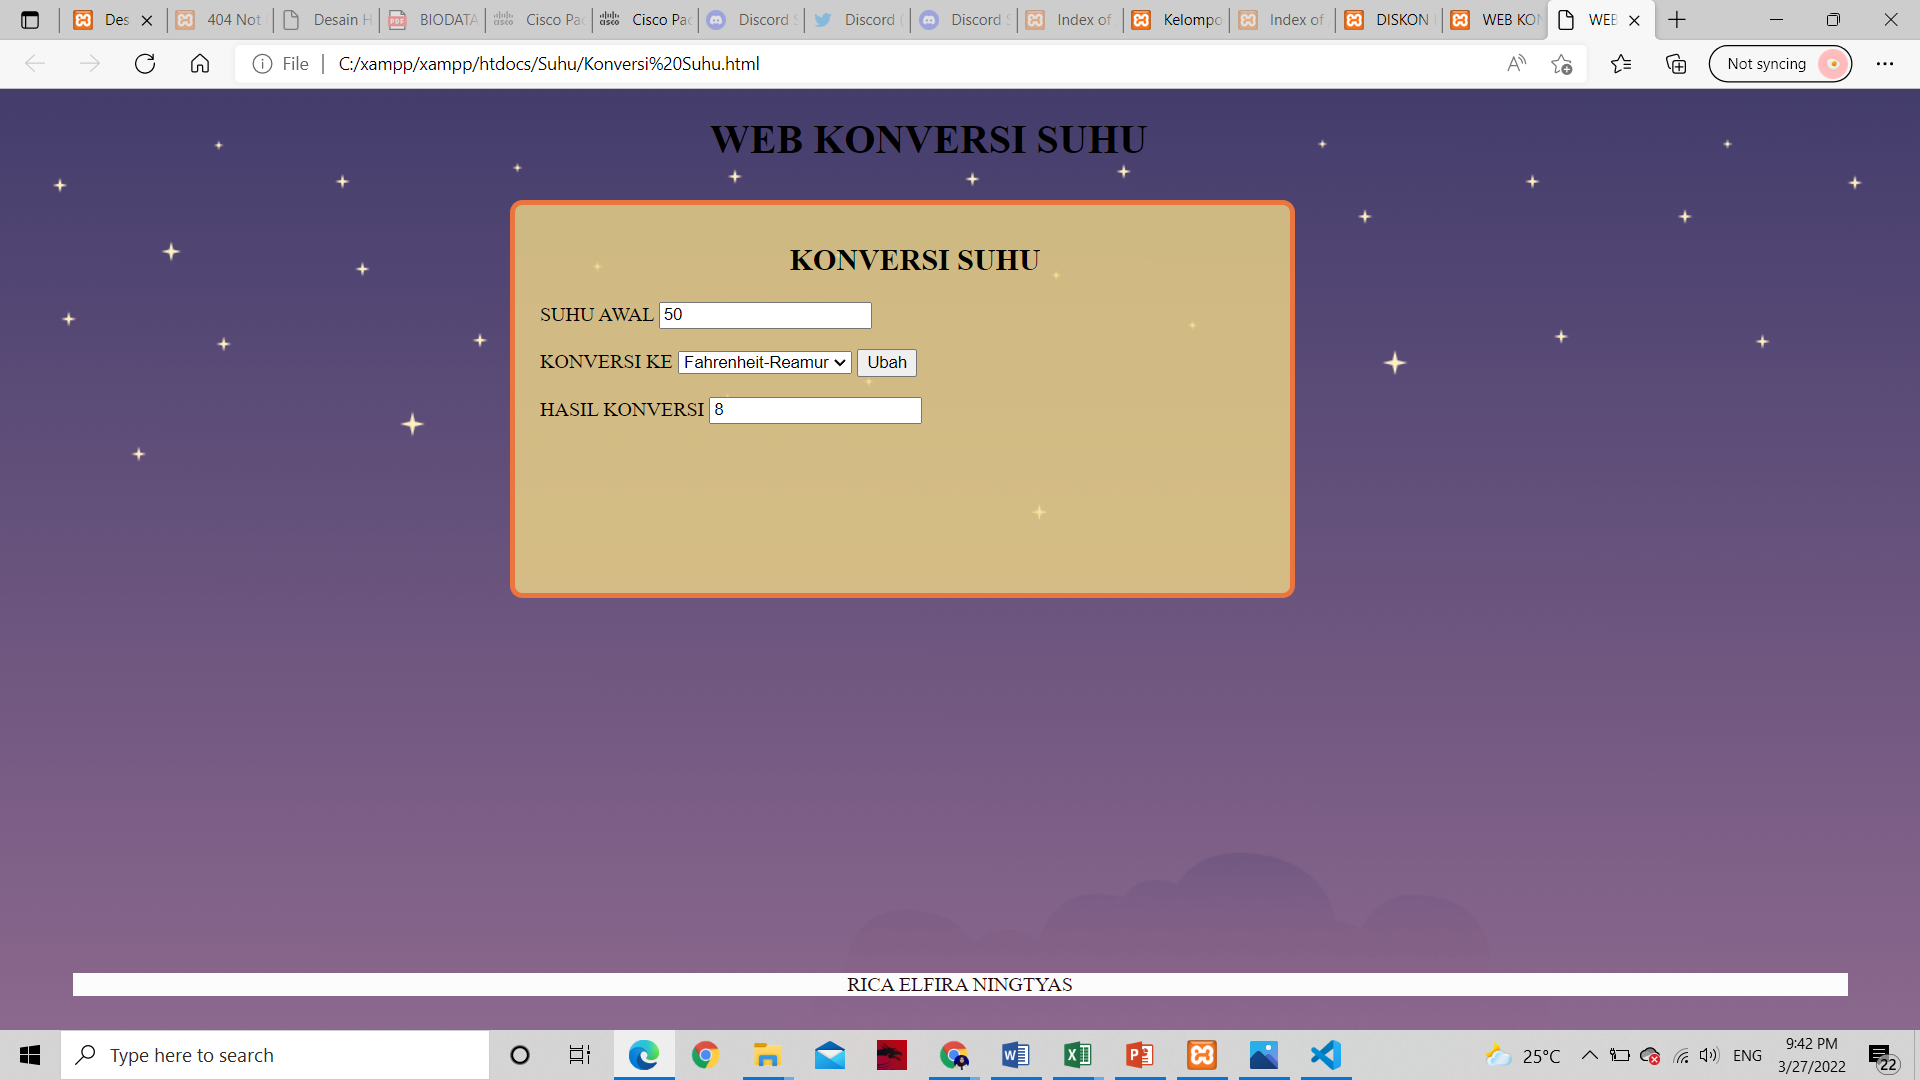 Des
404 Not
Desain H
BIODATA
Cisco Pac
Cisco Pac
Discord S
Discord (
Discord S
Index of
Kelompo
Index of
DISKON
WEB KON
WEB
File
C:/xampp/xampp/htdocs/Suhu/Konversi%20Suhu.html
Not syncing
WEB KONVERSI SUHU
KONVERSI SUHU
SUHU AWAL 50
KONVERSI KE Fahrenheit-Reamur Ubah
HASIL KONVERSI 8
RICA ELFIRA NINGTYAS
Type here to search
25°C
ENG
9:42 PM
3/27/2022
22